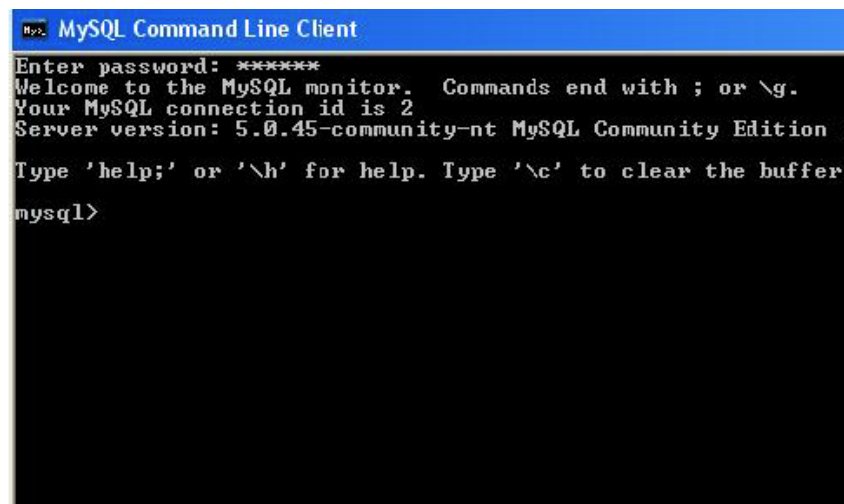 MySQL Command Line Client
Enter password: ******
Welcome to the MySQL monitor.  Commands end with ; or \g.
Your MySQL connection id is 2
Server version: 5.0.45-community-nt MySQL Community Edition
Type 'help;' or '\h' for help. Type '\c' to clear the buffer
mysql>